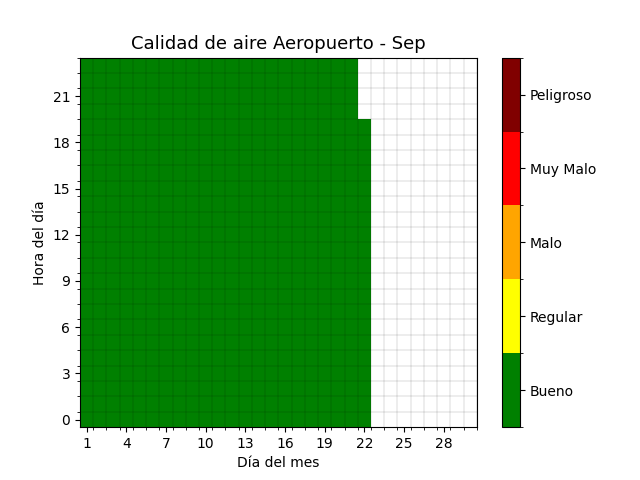 Calidad de aire Aeropuerto - Sep
21
18
15
12
9
6
3
0
Hora del día
1 4 7 10 13 16 19 22 25 28
Día del mes
Peligroso
Muy Malo
Malo
Regular
Bueno